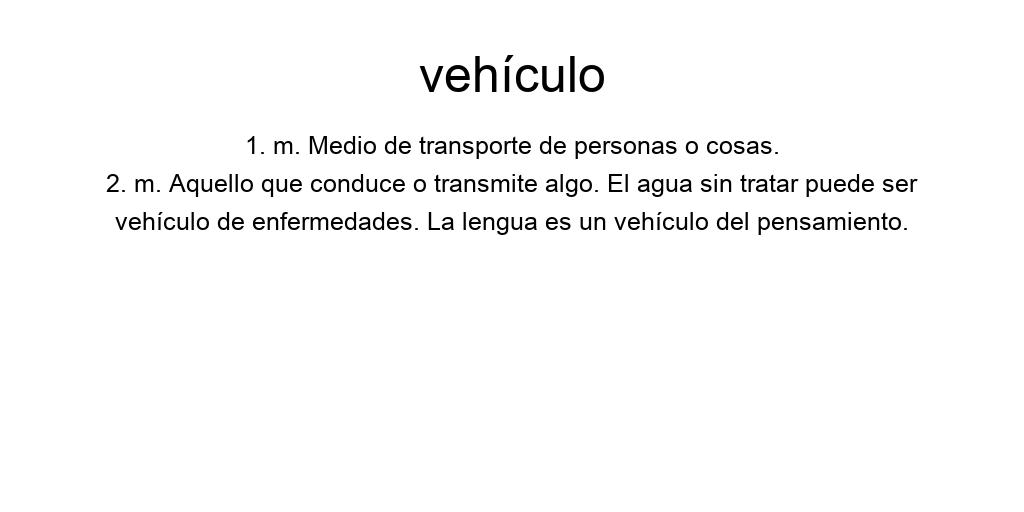 vehículo
1. m. Medio de transporte de personas o cosas.
2. m. Aquello que conduce o transmite algo. El agua sin tratar puede ser
vehículo de enfermedades. La lengua es un vehículo del pensamiento.